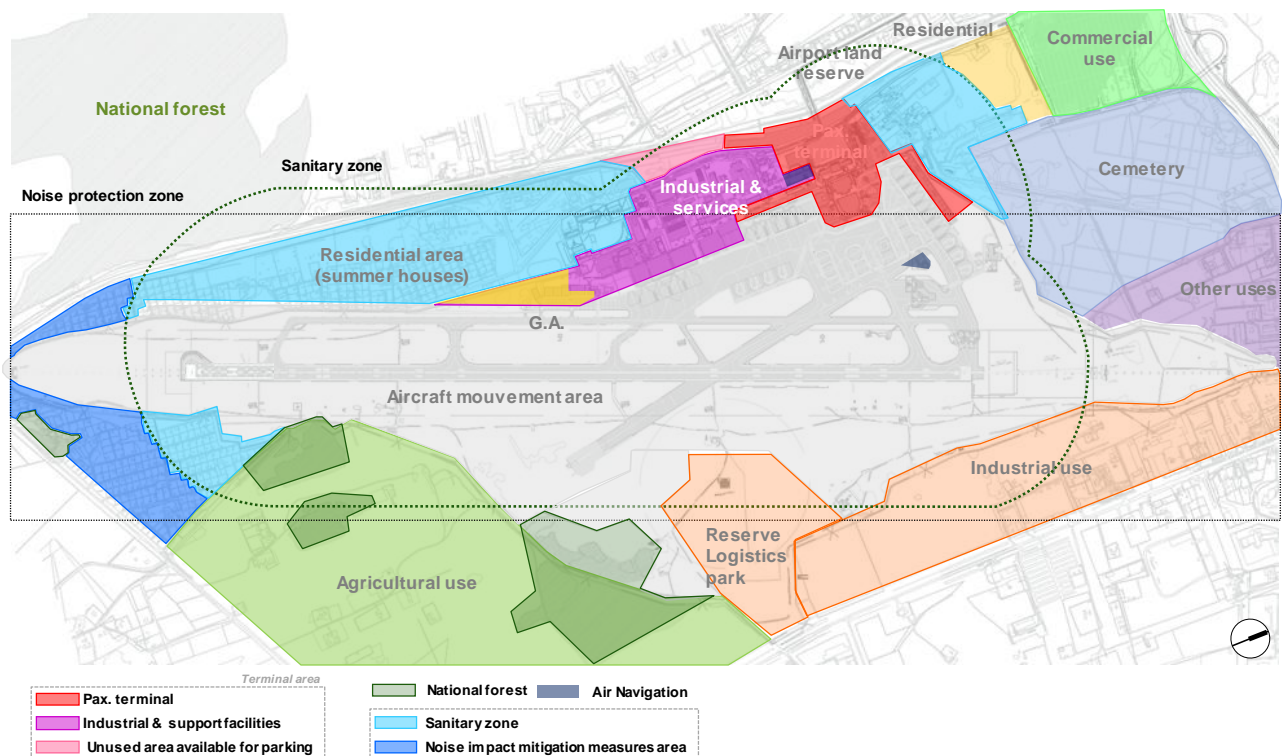 Residential
Commercial
use
Airport land
reserve
National forest
Pax.
terminal
Sanitary zone
Cemetery
Noise protection zone
Industrial &
services
Residential area
(summer houses)
Other uses
G.A.
Aircraft mouvement area
Industrial use
Reserve
Logistics
park
Agricultural use
Terminal area
Pax. terminal
Industrial & support facilities
Unused area available for parking
National forest
Air Navigation
Sanitary zone
Noise impact mitigation measures area